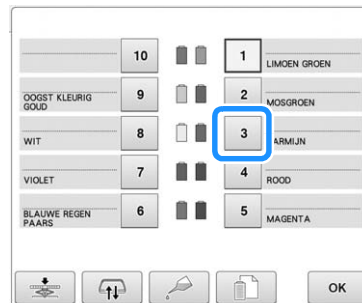 10 1 LIMOEN GROEN
OOGST KLEURIG
GOUD 9 2 MOSGROEN
WIT 8 3 ARMIJN
VIOLET 7 4 ROOD
BLAUWE REGEN
PAARS 6 5 MAGENTA
OK